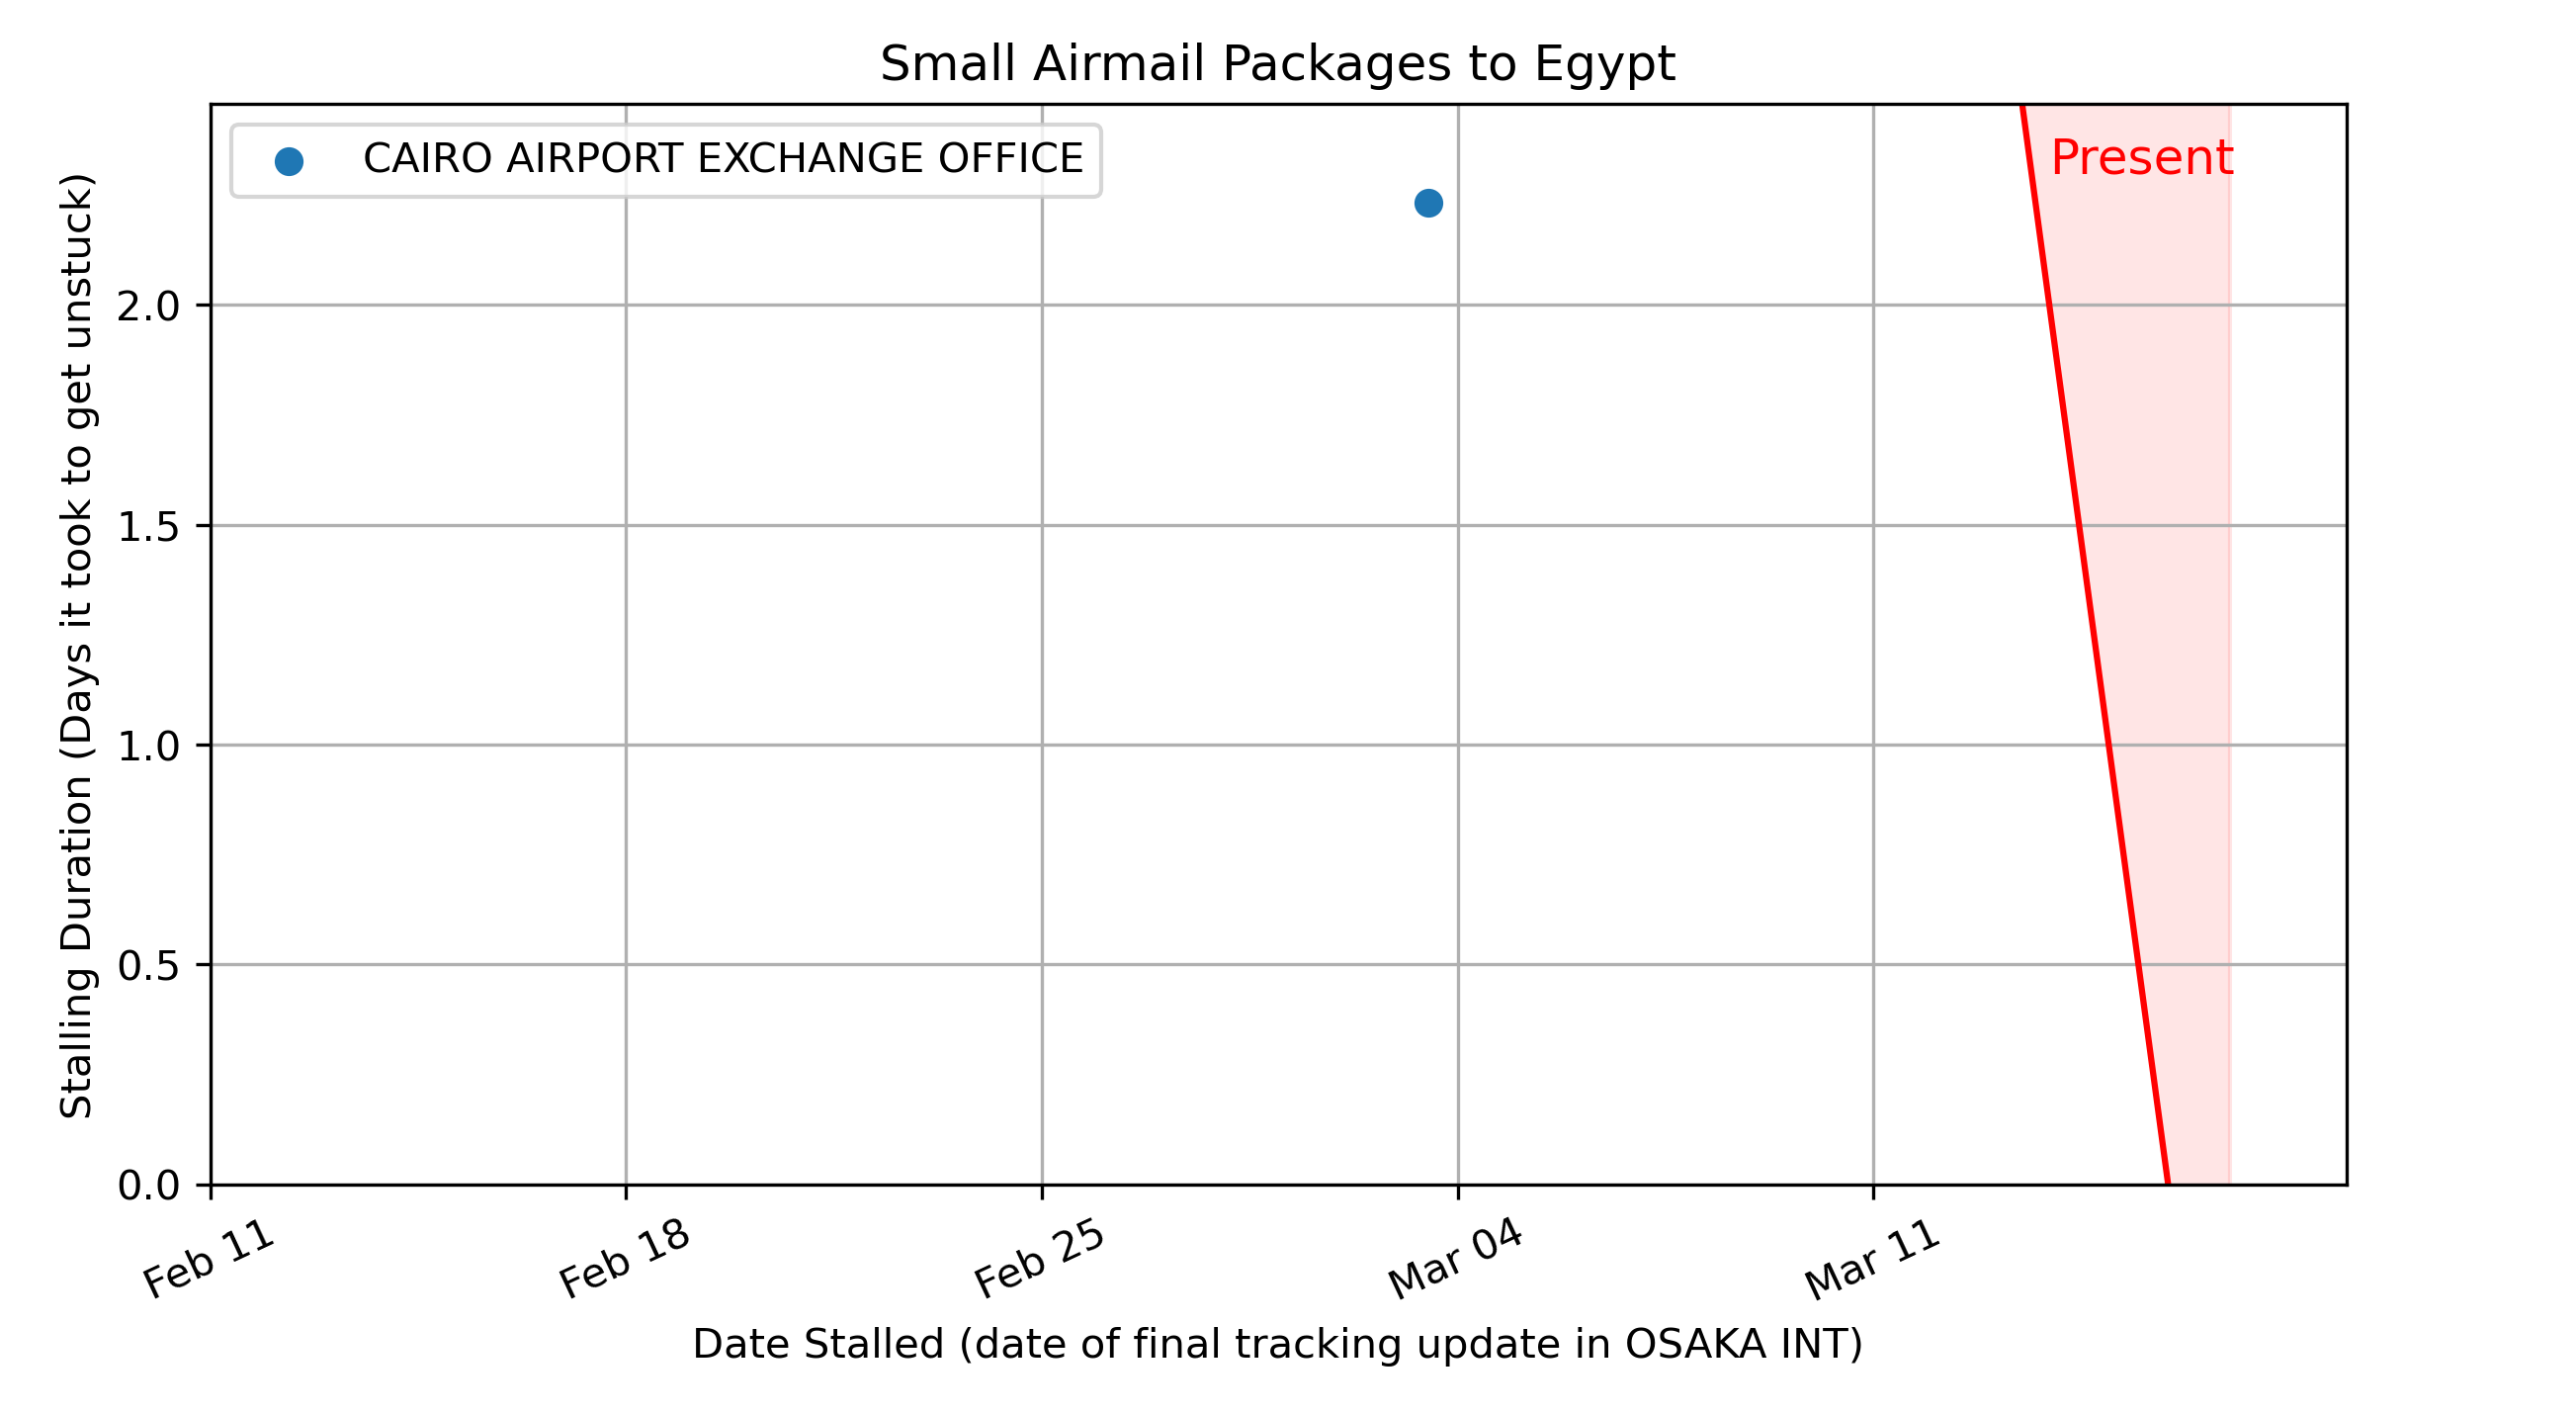 Small Airmail Packages to Egypt
CAIRO AIRPORT EXCHANGE OFFICE
Present
Stalling Duration (Days it took to get unstuck)
2.0
1.5
1.0
0.5
0.0
Feb 11
Feb 18
Feb 25
Mar 04
Mar 11
Date Stalled (date of final tracking update in OSAKA INT)